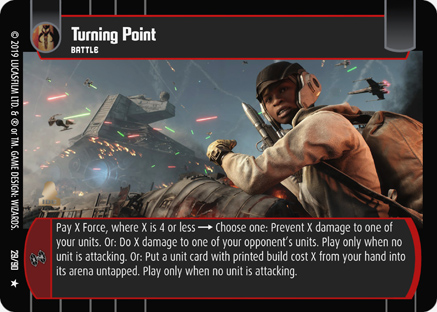 Turning Point
BATTLE
Pay X Force, where X is 4 or less → Choose one: Prevent X damage to one of
your units. Or: Do X damage to one of your opponent's units. Play only when no
unit is attacking. Or: Put a unit card with printed build cost X from your hand into
its arena untapped. Play only when no unit is attacking.
© 2019 LUCASFILM LTD. & ® or TM. GAME DESIGN: WIZARDS.